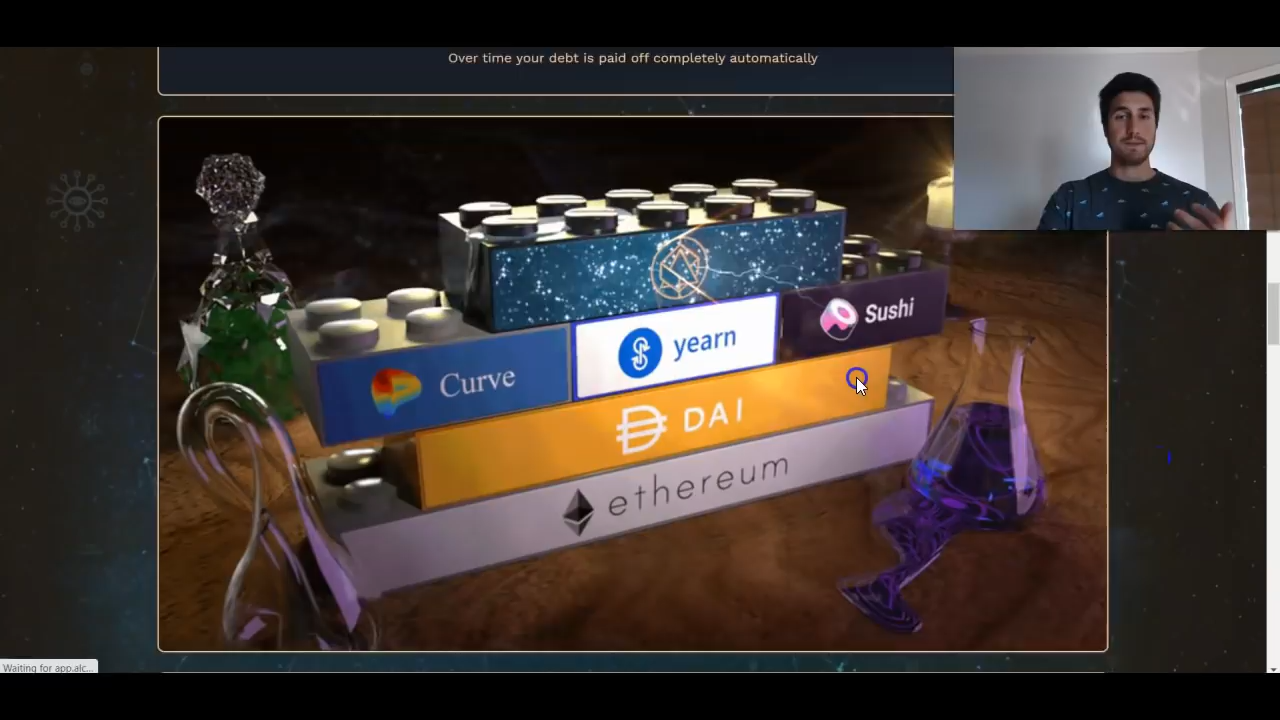 Over time your debt is paid off completely automatically
Sushi
yearn
Curve
DAI
ethereum
Waiting for app.alc...